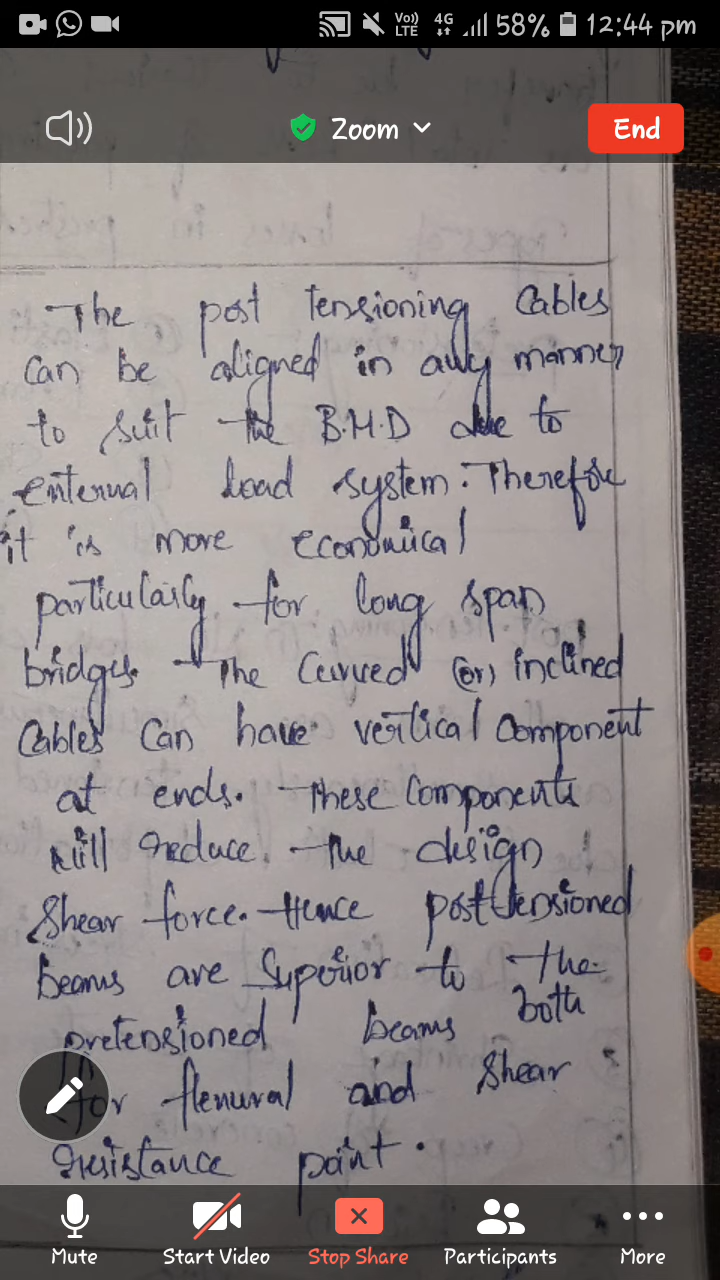 Vo))
LTE
4G
58%
12:44 pm
Zoom
End
The post tensioning Cables
can be aligned in any manner
to suit the B.M.D due to
external load system. Therefore
it is more economical
particularly for long span
bridges. The Curved (or) inclined
Cables Can have vertical Component
at ends. These Components
will reduce the design
Shear force. Hence post tensioned
beams are Superior to the
both
pretensioned beams
for flexural and Shear
resistance point.
Mute
Start Video
Stop Share
Participants
More